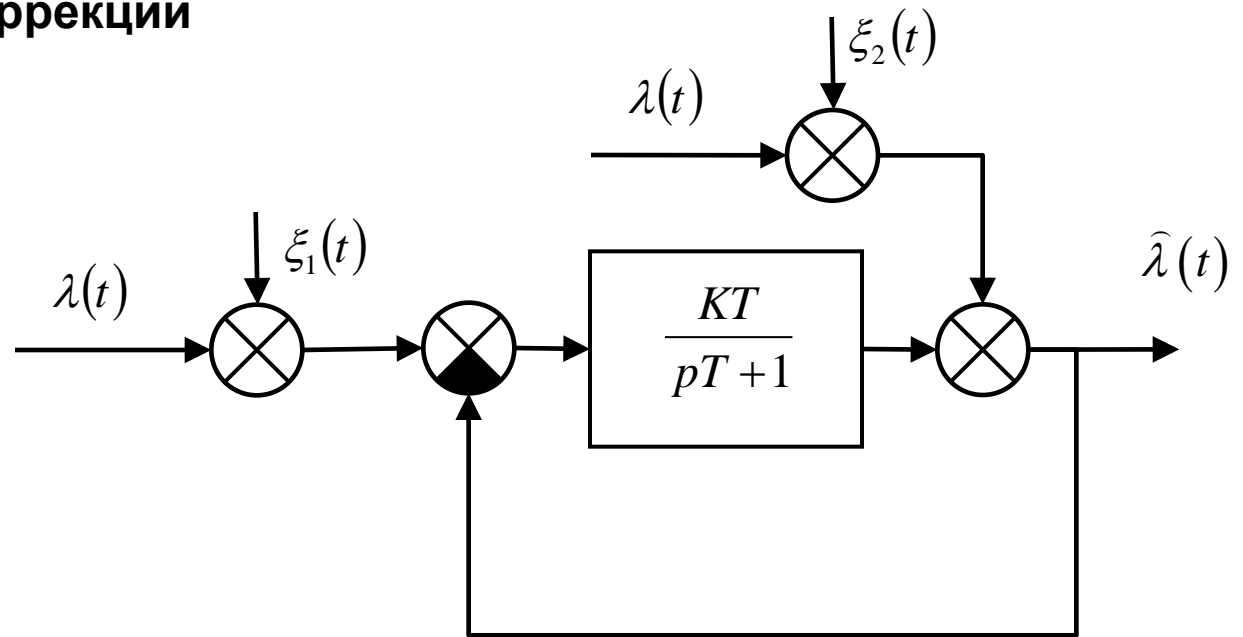 ррекции
ξ₂(t)
λ(t)
ξ₁(t)
λ(t)
λ̂(t)
KT
pT + 1